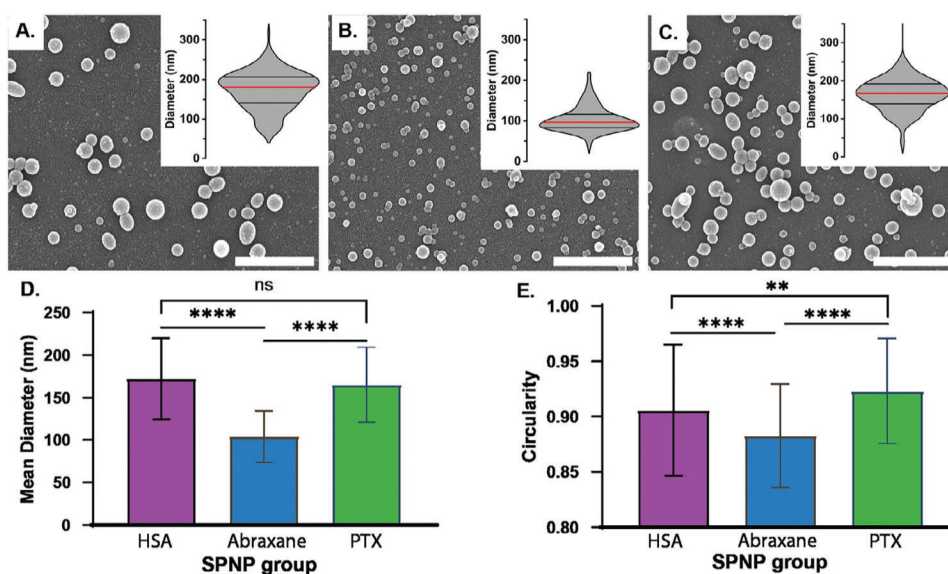 A.
Diameter (nm)
300
200
100
0
B.
Diameter (nm)
300
200
100
0
C.
Diameter (nm)
300
200
100
0
D.
Mean Diameter (nm)
250
200
150
100
50
0
ns
**** ****
HSA Abraxane PTX
SPNP group
E.
Circularity
1.00
0.95
0.90
0.85
0.80
**
**** ****
HSA Abraxane PTX
SPNP group